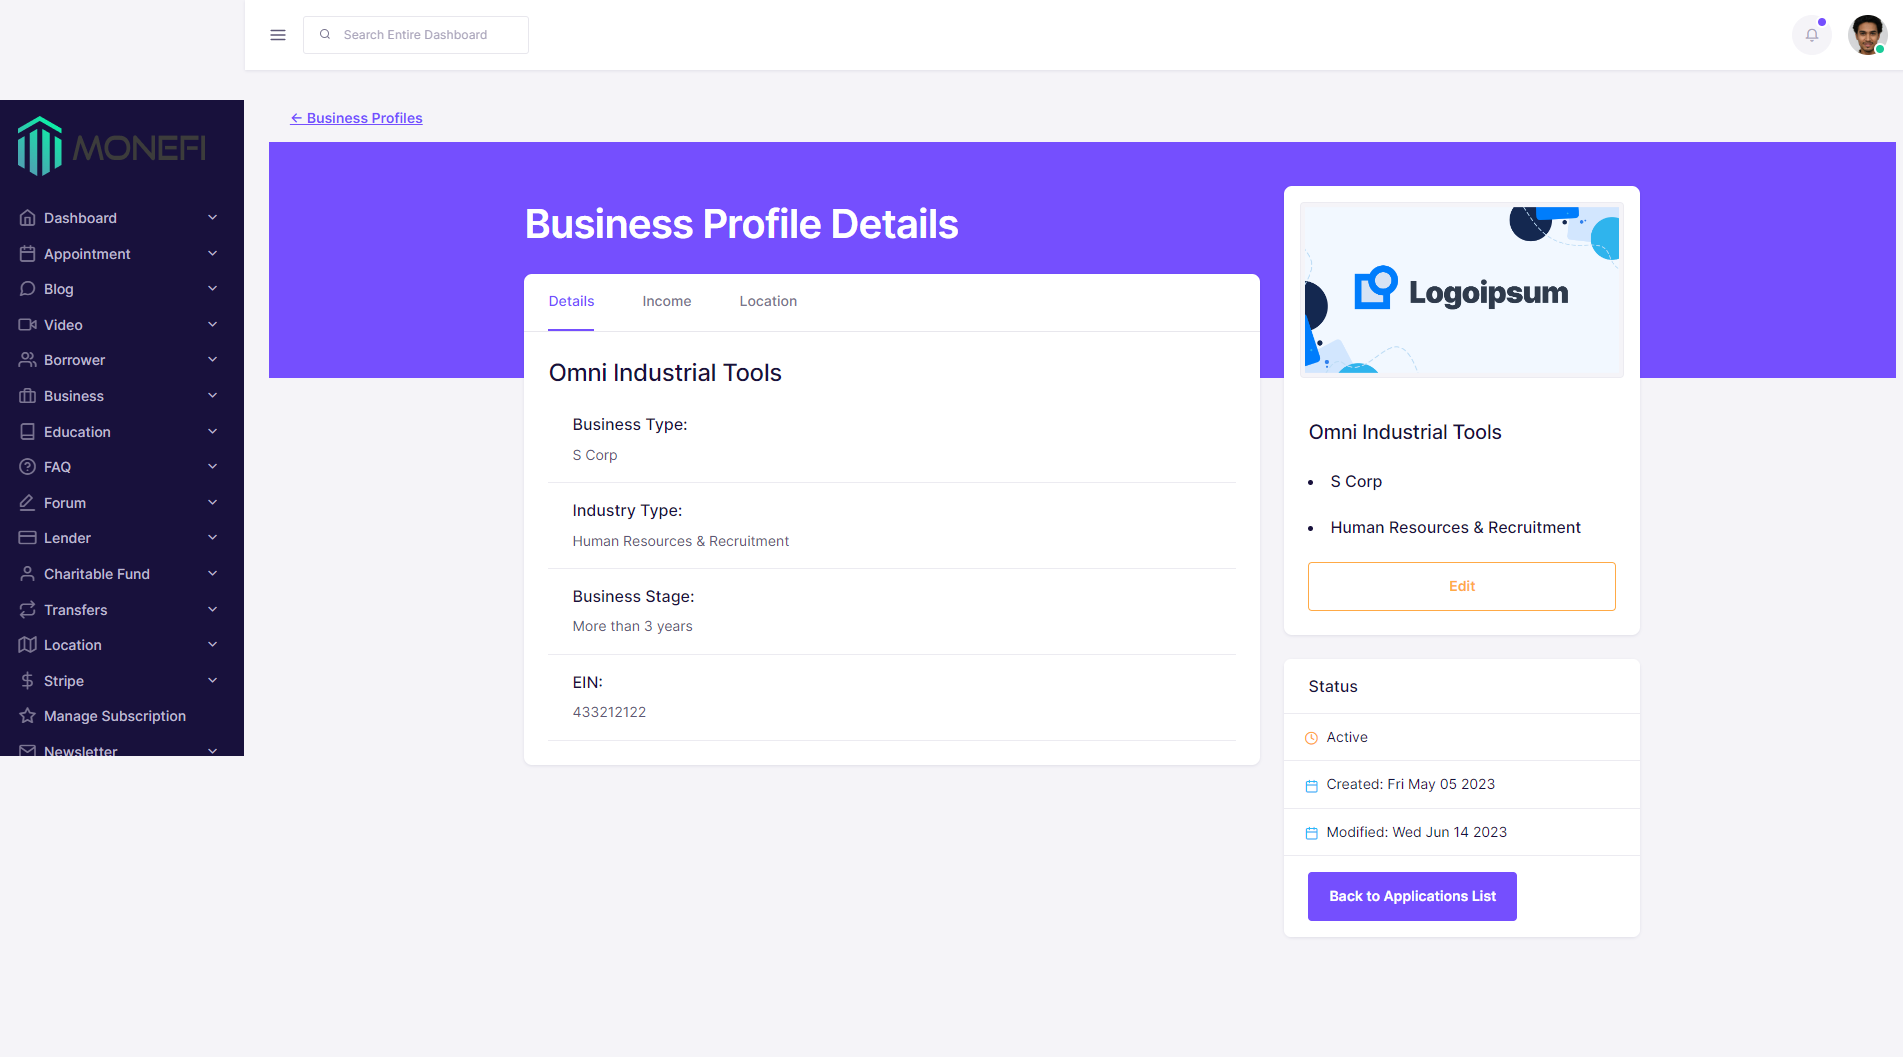 Search Entire Dashboard
← Business Profiles
MONEFI
Dashboard
Appointment
Blog
Video
Borrower
Business
Education
FAQ
Forum
Lender
Charitable Fund
Transfers
Location
Stripe
Manage Subscription
Newsletter
Business Profile Details
Details Income Location
Omni Industrial Tools
Business Type:
S Corp
Industry Type:
Human Resources & Recruitment
Business Stage:
More than 3 years
EIN:
433212122
Logoipsum
Omni Industrial Tools
• S Corp
• Human Resources & Recruitment
Edit
Status
Active
Created: Fri May 05 2023
Modified: Wed Jun 14 2023
Back to Applications List